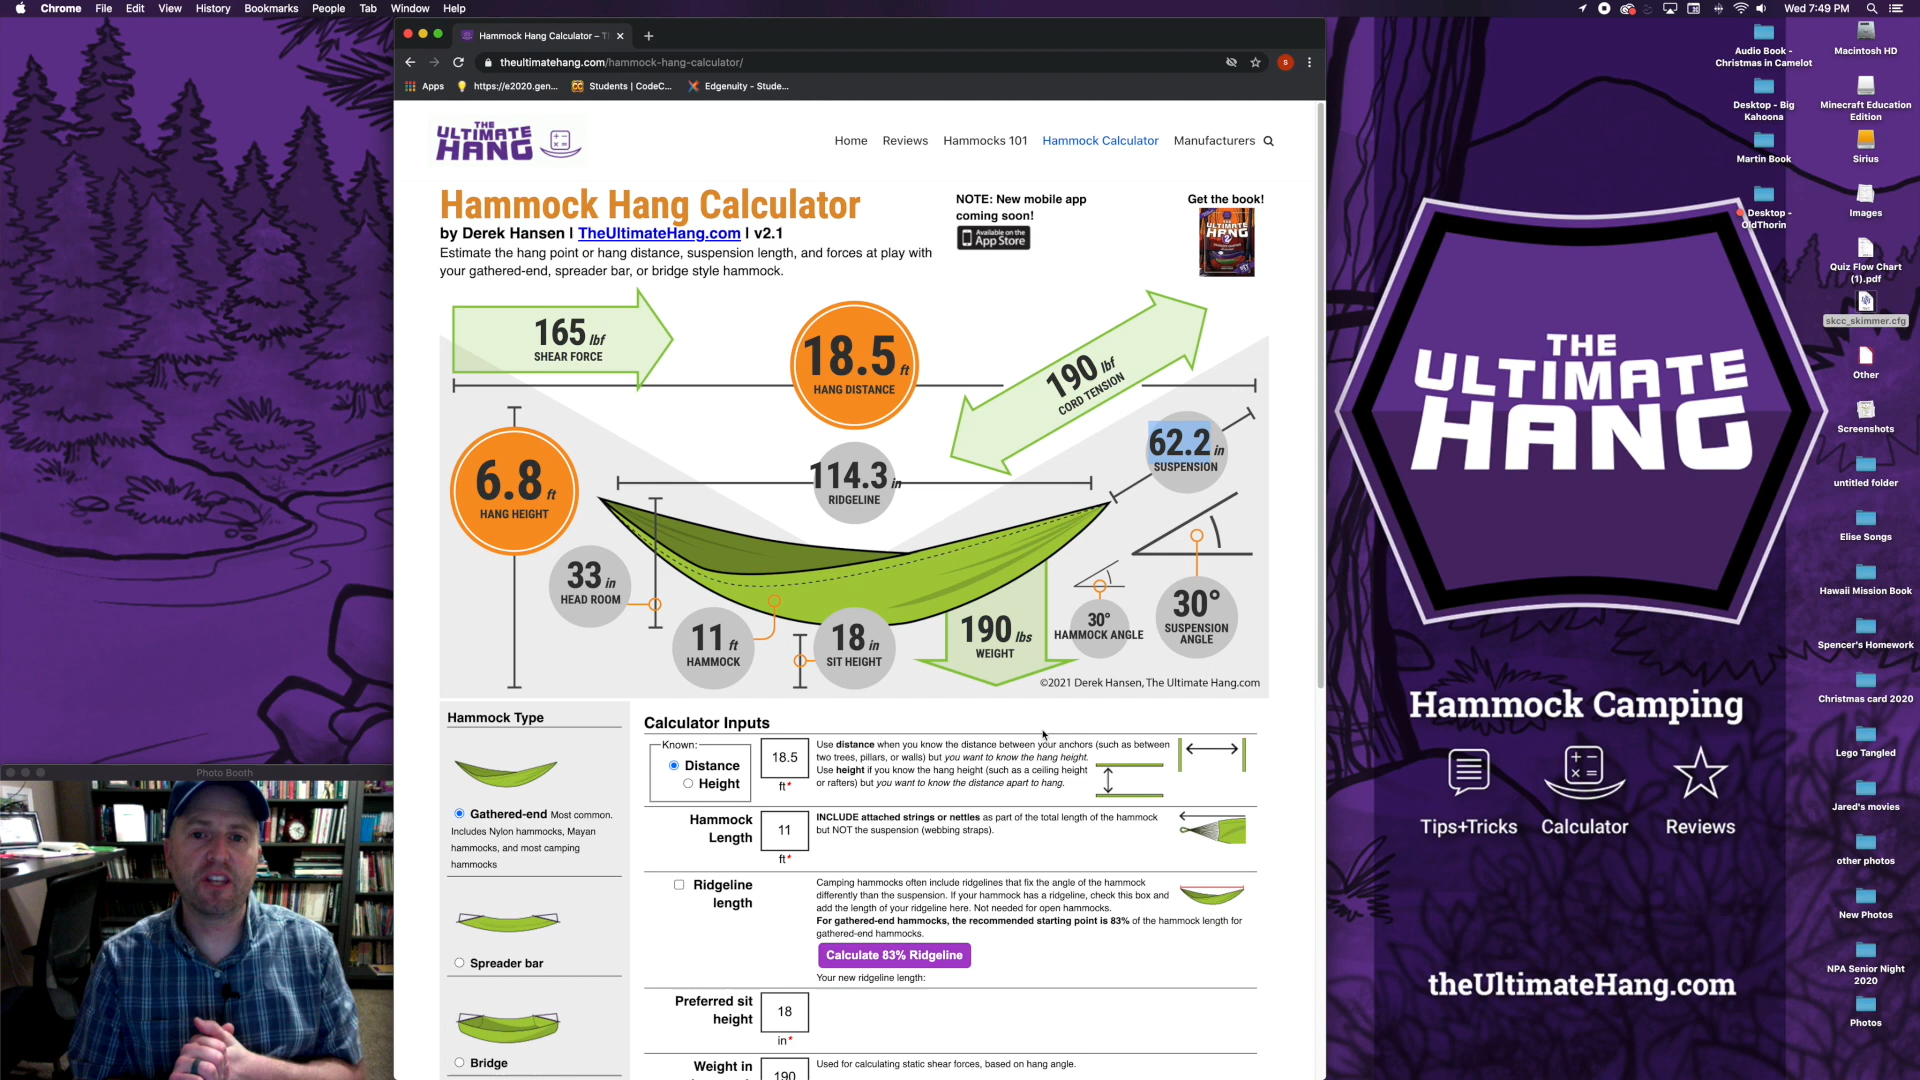 Chrome File Edit View History Bookmarks People Tab Window Help
Wed 7:49 PM
Hammock Hang Calculator – T
theultimatehang.com/hammock-hang-calculator/
Apps https://e2020.gen... Students | CodeC... Edgenuity - Stude...
THE ULTIMATE HANG
Home Reviews Hammocks 101 Hammock Calculator Manufacturers
Hammock Hang Calculator
by Derek Hansen | TheUltimateHang.com | v2.1
Estimate the hang point or hang distance, suspension length, and forces at play with
your gathered-end, spreader bar, or bridge style hammock.
NOTE: New mobile app
coming soon!
Available on the
App Store
Get the book!
165 lbf
SHEAR FORCE
18.5 ft
HANG DISTANCE
190 lbf
CORD TENSION
62.2 in
SUSPENSION
114.3 in
RIDGELINE
6.8 ft
HANG HEIGHT
33 in
HEAD ROOM
11 ft
HAMMOCK
18 in
SIT HEIGHT
190 lbs
WEIGHT
30°
HAMMOCK ANGLE
30°
SUSPENSION
ANGLE
©2021 Derek Hansen, The Ultimate Hang.com
Hammock Type
Gathered-end Most common.
Includes Nylon hammocks, Mayan
hammocks, and most camping
hammocks
Spreader bar
Bridge
Calculator Inputs
Known:
Distance
Height
18.5
ft*
Use distance when you know the distance between your anchors (such as between
two trees, pillars, or walls) but you want to know the hang height.
Use height if you know the hang height (such as a ceiling height
or rafters) but you want to know the distance apart to hang.
Hammock
Length
11
ft*
INCLUDE attached strings or nettles as part of the total length of the hammock
but NOT the suspension (webbing straps).
Ridgeline
length
Camping hammocks often include ridgelines that fix the angle of the hammock
differently than the suspension. If your hammock has a ridgeline, check this box and
add the length of your ridgeline here. Not needed for open hammocks.
For gathered-end hammocks, the recommended starting point is 83% of the hammock length for
gathered-end hammocks.
Calculate 83% Ridgeline
Your new ridgeline length:
Preferred sit
height
18
in*
Weight in
190
Used for calculating static shear forces, based on hang angle.
Photo Booth
THE
ULTIMATE
HANG
Hammock Camping
Tips+Tricks Calculator Reviews
theUltimateHang.com
Audio Book -
Christmas in Camelot
Desktop - Big
Kahoona
Martin Book
Desktop -
OldThorin
Macintosh HD
Minecraft Education
Edition
Sirius
Images
Quiz Flow Chart
(1).pdf
skcc_skimmer.cfg
Other
Screenshots
untitled folder
Elise Songs
Hawaii Mission Book
Spencer's Homework
Christmas card 2020
Lego Tangled
Jared's movies
other photos
New Photos
NPA Senior Night
2020
Photos